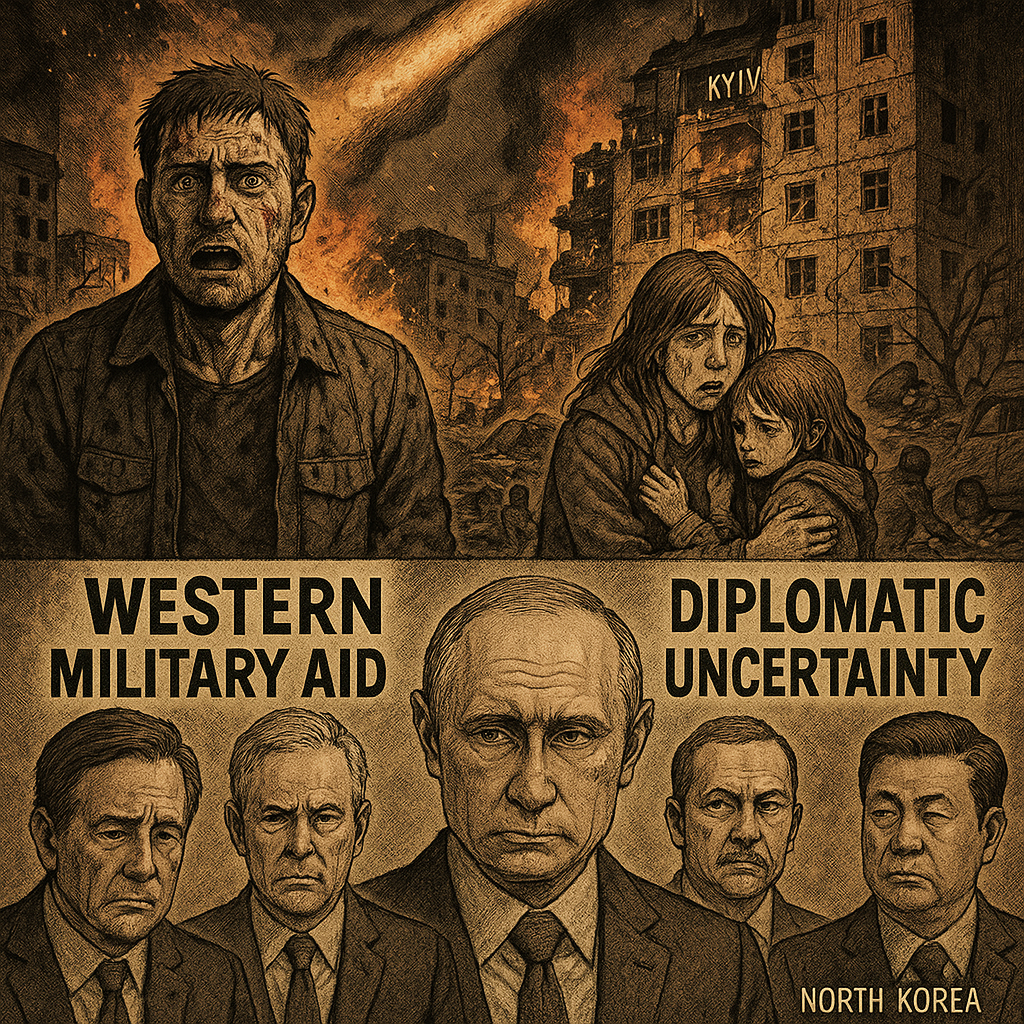 KYIV
WESTERN
MILITARY AID
DIPLOMATIC
UNCERTAINTY
NORTH KOREA